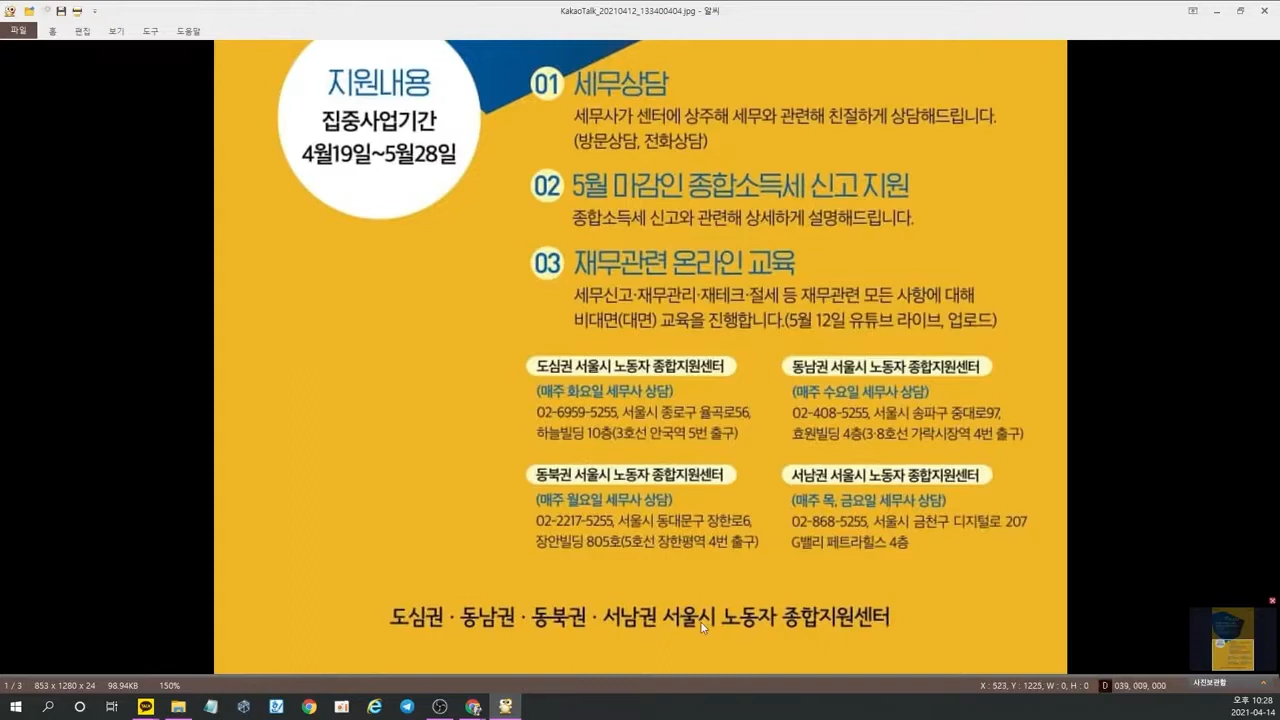 KakaoTalk_20210412_133400404.jpg - 알씨
파일 홈 편집 보기 도구 도움말
지원내용
집중사업기간
4월19일~5월28일
01 세무상담
세무사가 센터에 상주해 세무와 관련해 친절하게 상담해드립니다.
(방문상담, 전화상담)
02 5월 마감인 종합소득세 신고 지원
종합소득세 신고와 관련해 상세하게 설명해드립니다.
03 재무관련 온라인 교육
세무신고·재무관리·재테크·절세 등 재무관련 모든 사항에 대해
비대면(대면) 교육을 진행합니다.(5월 12일 유튜브 라이브, 업로드)
도심권 서울시 노동자 종합지원센터
(매주 화요일 세무사 상담)
02-6959-5255, 서울시 종로구 율곡로56,
하늘빌딩 10층(3호선 안국역 5번 출구)
동남권 서울시 노동자 종합지원센터
(매주 수요일 세무사 상담)
02-408-5255, 서울시 송파구 중대로97,
효원빌딩 4층(3·8호선 가락시장역 4번 출구)
동북권 서울시 노동자 종합지원센터
(매주 월요일 세무사 상담)
02-2217-5255, 서울시 동대문구 장한로6,
장안빌딩 805호(5호선 장한평역 4번 출구)
서남권 서울시 노동자 종합지원센터
(매주 목, 금요일 세무사 상담)
02-868-5255, 서울시 금천구 디지털로 207
G밸리 페트라힐스 4층
도심권 · 동남권 · 동북권 · 서남권 서울시 노동자 종합지원센터
1 / 3 853 x 1280 x 24 98.94KB 150% X : 523, Y : 1225, W : 0, H : 0 D 039, 009, 000 사진보관함
오후 10:28
2021-04-14